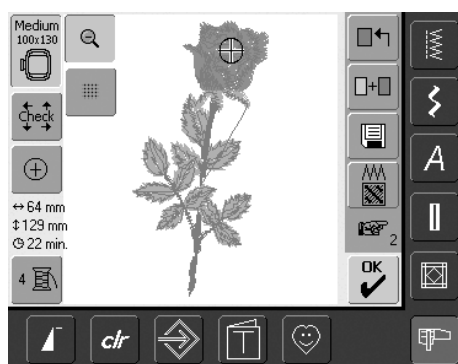 Medium
100x130
Check
64 mm
129 mm
22 min.
4
2
OK
A
clr
T